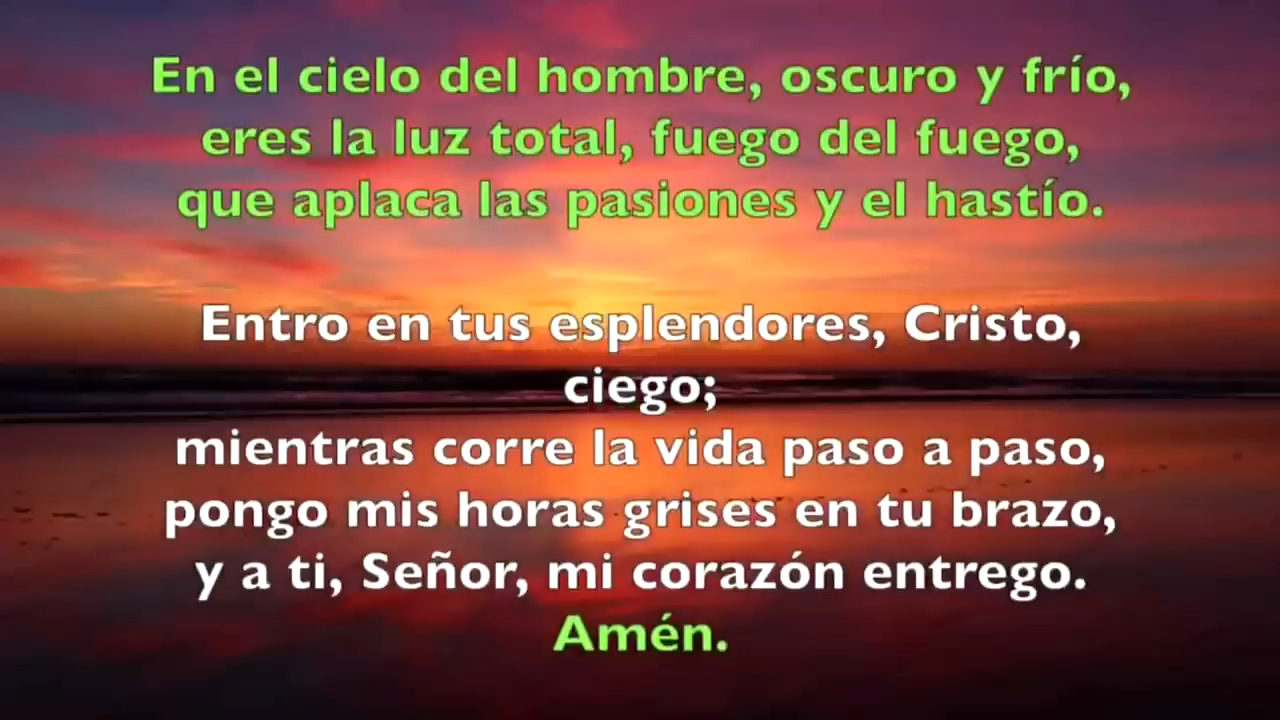 En el cielo del hombre, oscuro y frío,
eres la luz total, fuego del fuego,
que aplaca las pasiones y el hastío.
Entro en tus esplendores, Cristo,
ciego;
mientras corre la vida paso a paso,
pongo mis horas grises en tu brazo,
y a ti, Señor, mi corazón entrego.
Amén.